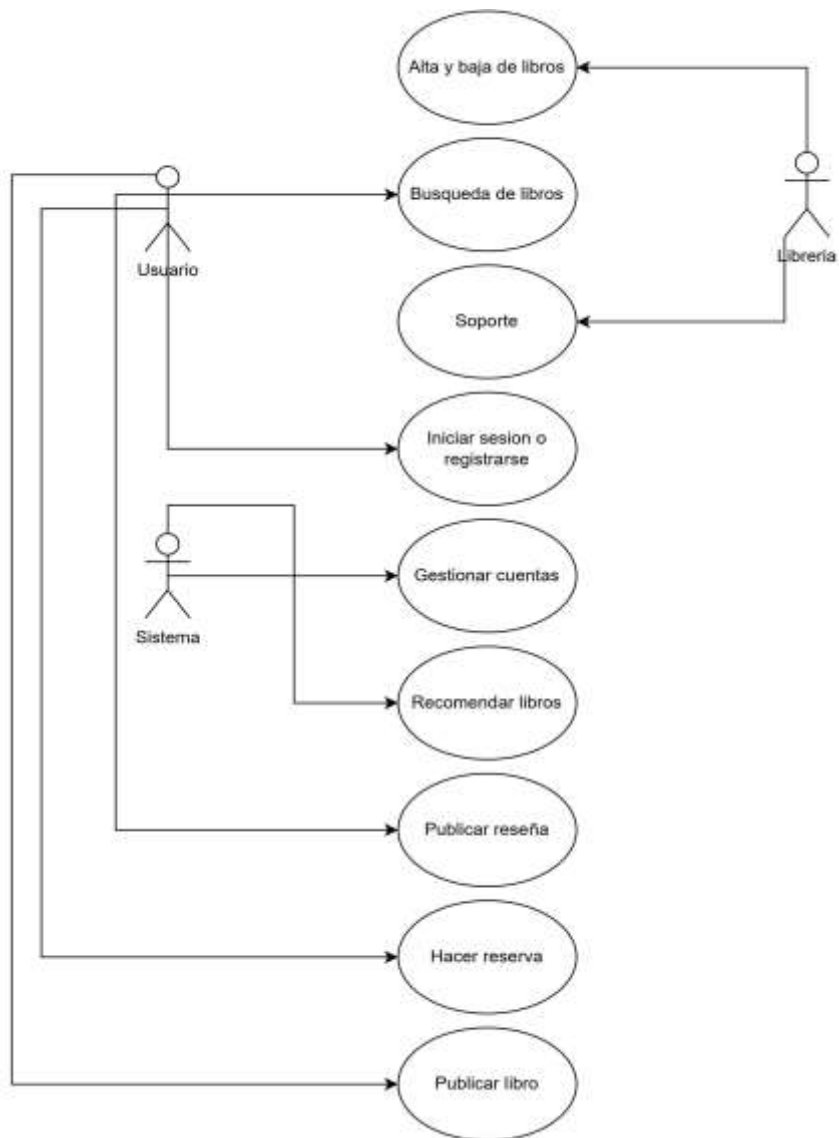 Alta y baja de libros
Busqueda de libros
Usuario
Librería
Soporte
Iniciar sesion o
registrarse
Gestionar cuentas
Sistema
Recomendar libros
Publicar reseña
Hacer reserva
Publicar libro